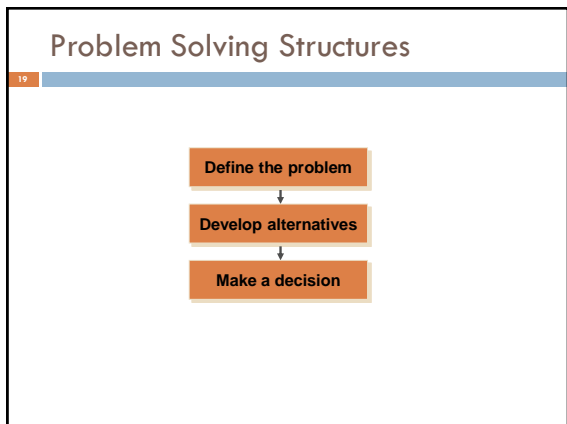 Problem Solving Structures
19
Define the problem
Develop alternatives
Make a decision